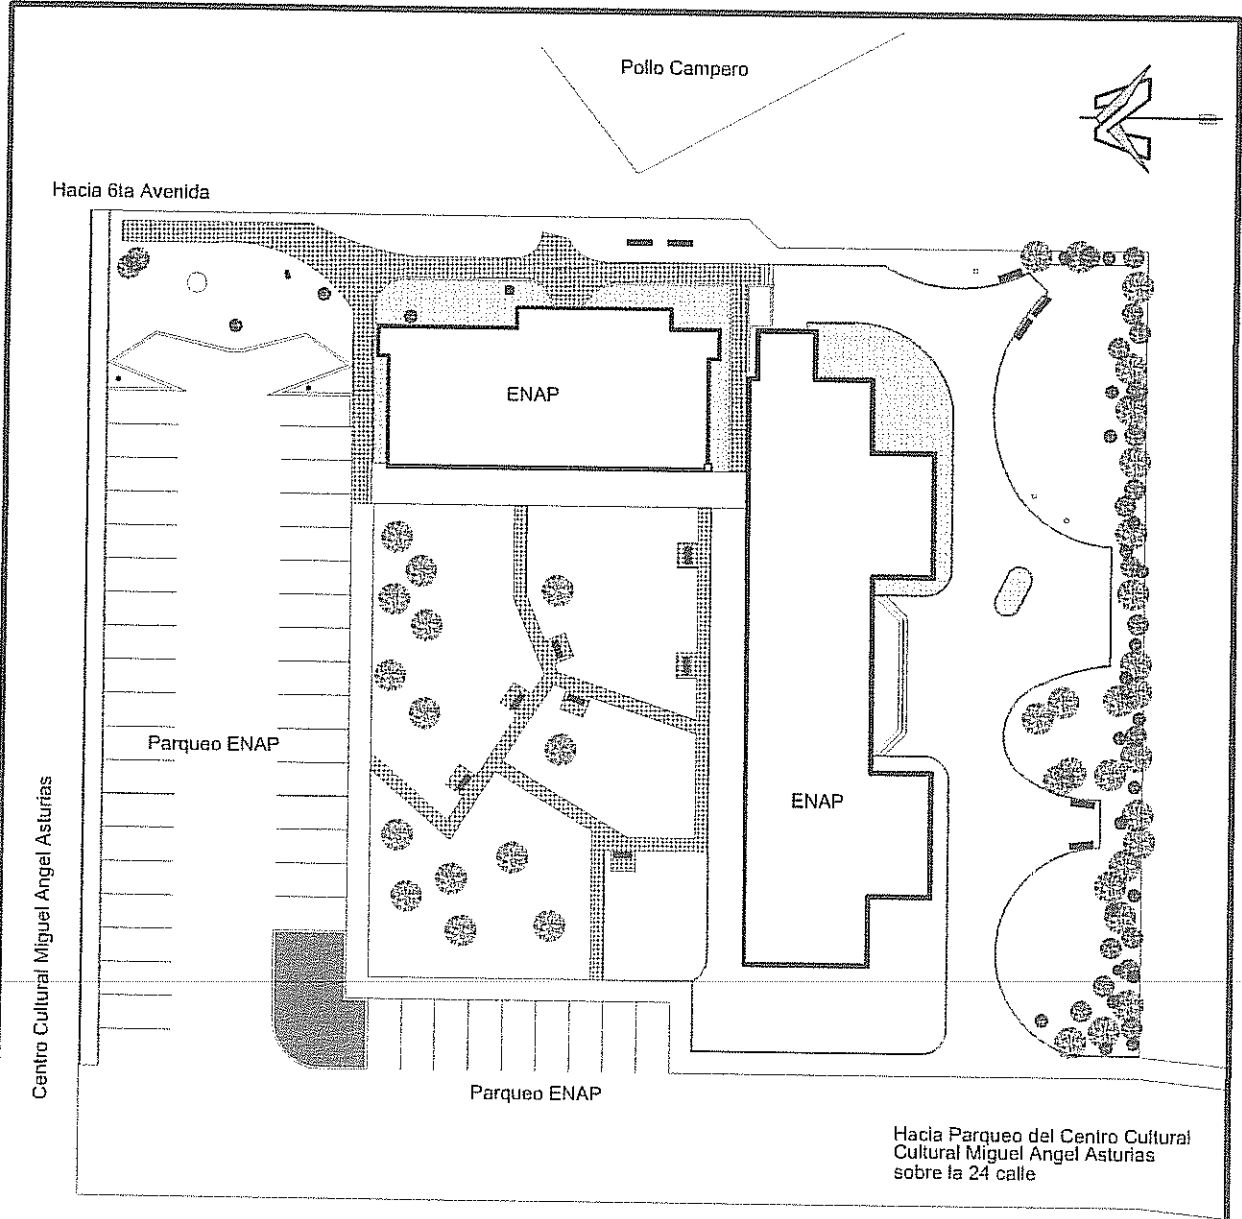 Pollo Campero
Hacia 6ta Avenida
ENAP
Parqueo ENAP
ENAP
Centro Cultural Miguel Angel Asturias
Parqueo ENAP
Hacia Parqueo del Centro Cultural
Cultural Miguel Angel Asturias
sobre la 24 calle